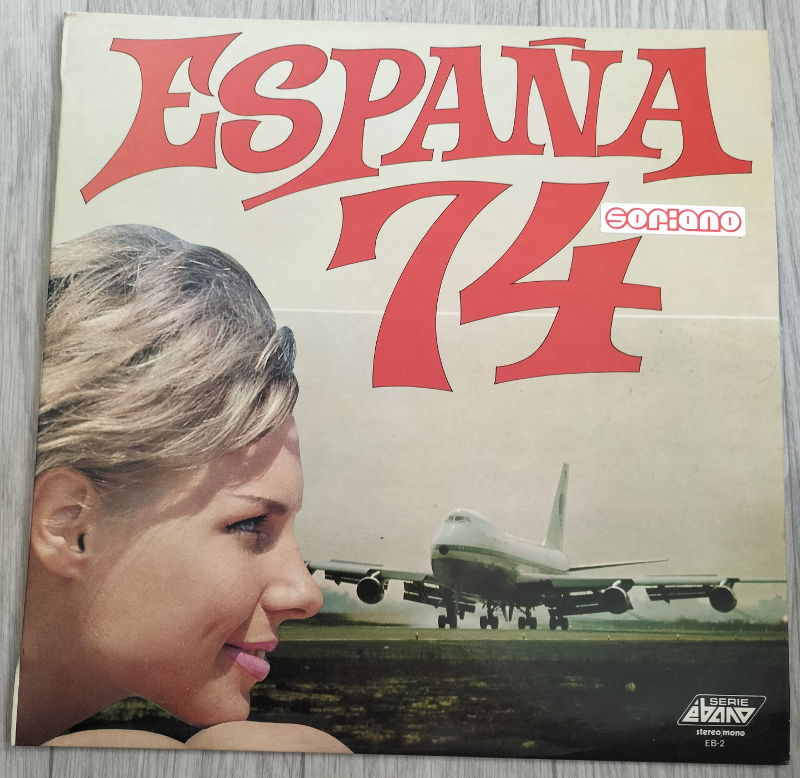 ESPAÑA
74
soriano
SERIE
ébano
stereo/mono
EB-2